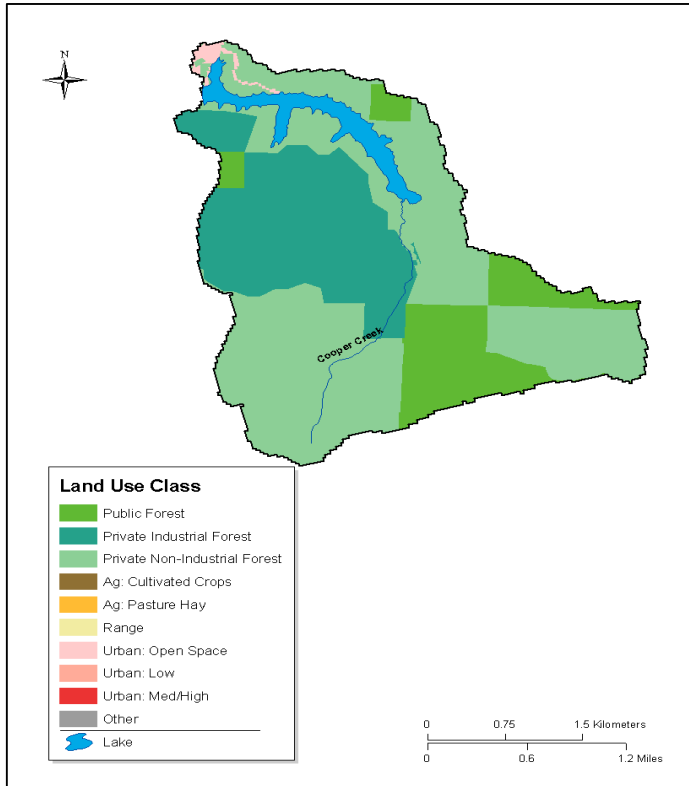 N
Cooper Creek
Land Use Class
Public Forest
Private Industrial Forest
Private Non-Industrial Forest
Ag: Cultivated Crops
Ag: Pasture Hay
Range
Urban: Open Space
Urban: Low
Urban: Med/High
Other
Lake
0 0.75 1.5 Kilometers
0 0.6 1.2 Miles